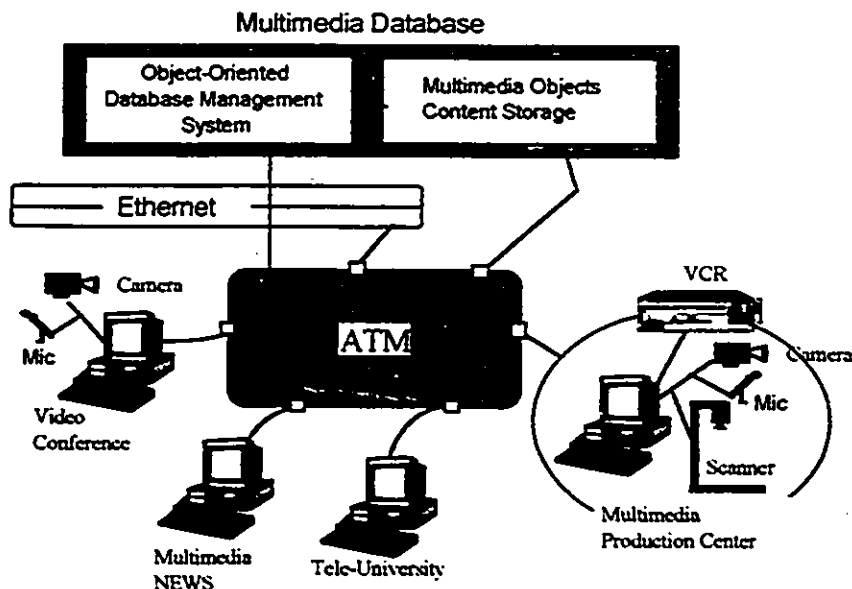 Multimedia Database
Object-Oriented
Database Management
System
Multimedia Objects
Content Storage
Ethernet
Camera
Mic
Video
Conference
ATM
VCR
Camera
Mic
Scanner
Multimedia
Production Center
Multimedia
NEWS
Tele-University